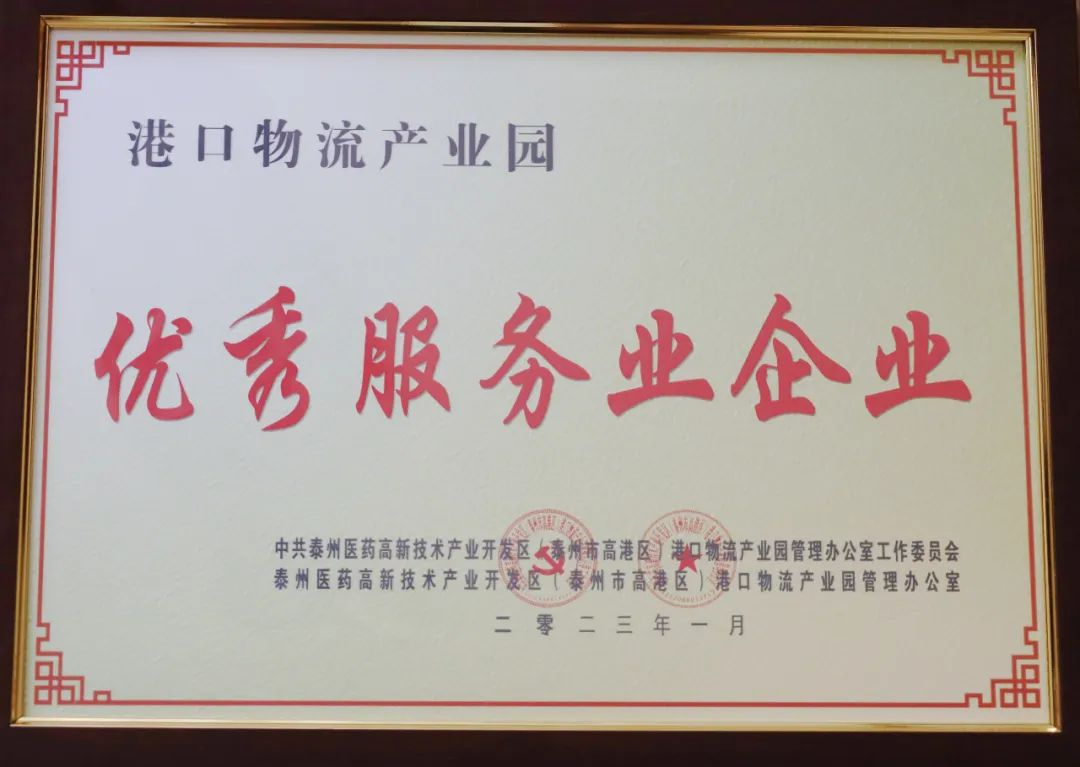 港口物流产业园
优秀服务业企业
中共泰州医药高新技术产业开发区（泰州市高港区）港口物流产业园管理办公室工作委员会
泰州医药高新技术产业开发区（泰州市高港区）港口物流产业园管理办公室
二零二三年一月